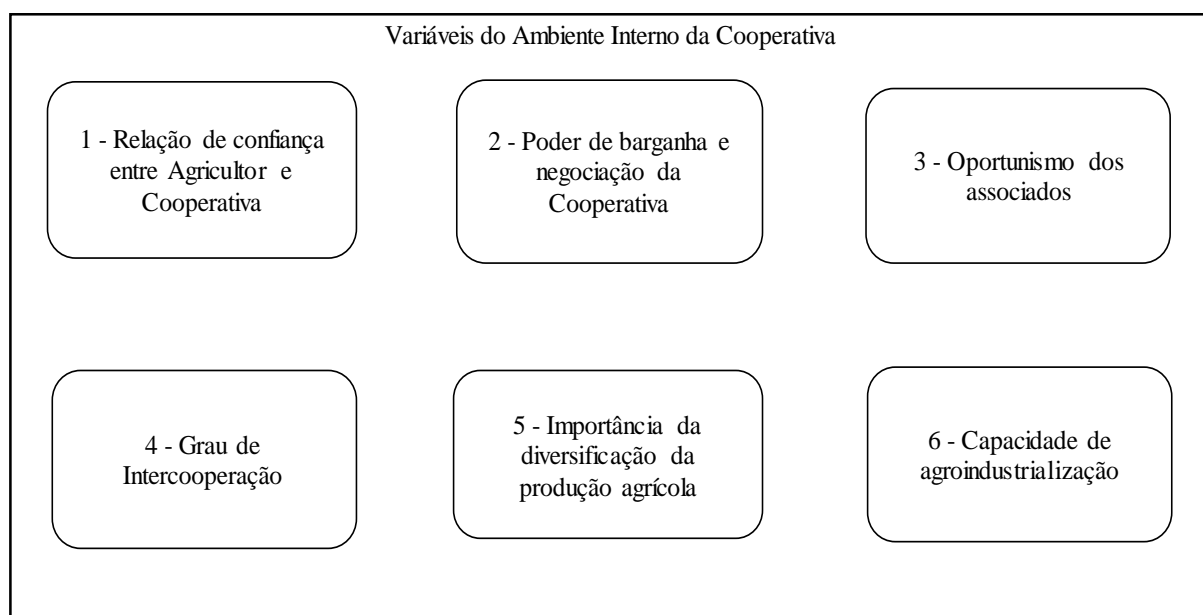 Variáveis do Ambiente Interno da Cooperativa
1 - Relação de confiança
entre Agricultor e
Cooperativa
2 - Poder de barganha e
negociação da
Cooperativa
3 - Oportunismo dos
associados
4 - Grau de
Intercooperação
5 - Importância da
diversificação da
produção agrícola
6 - Capacidade de
agroindustrialização